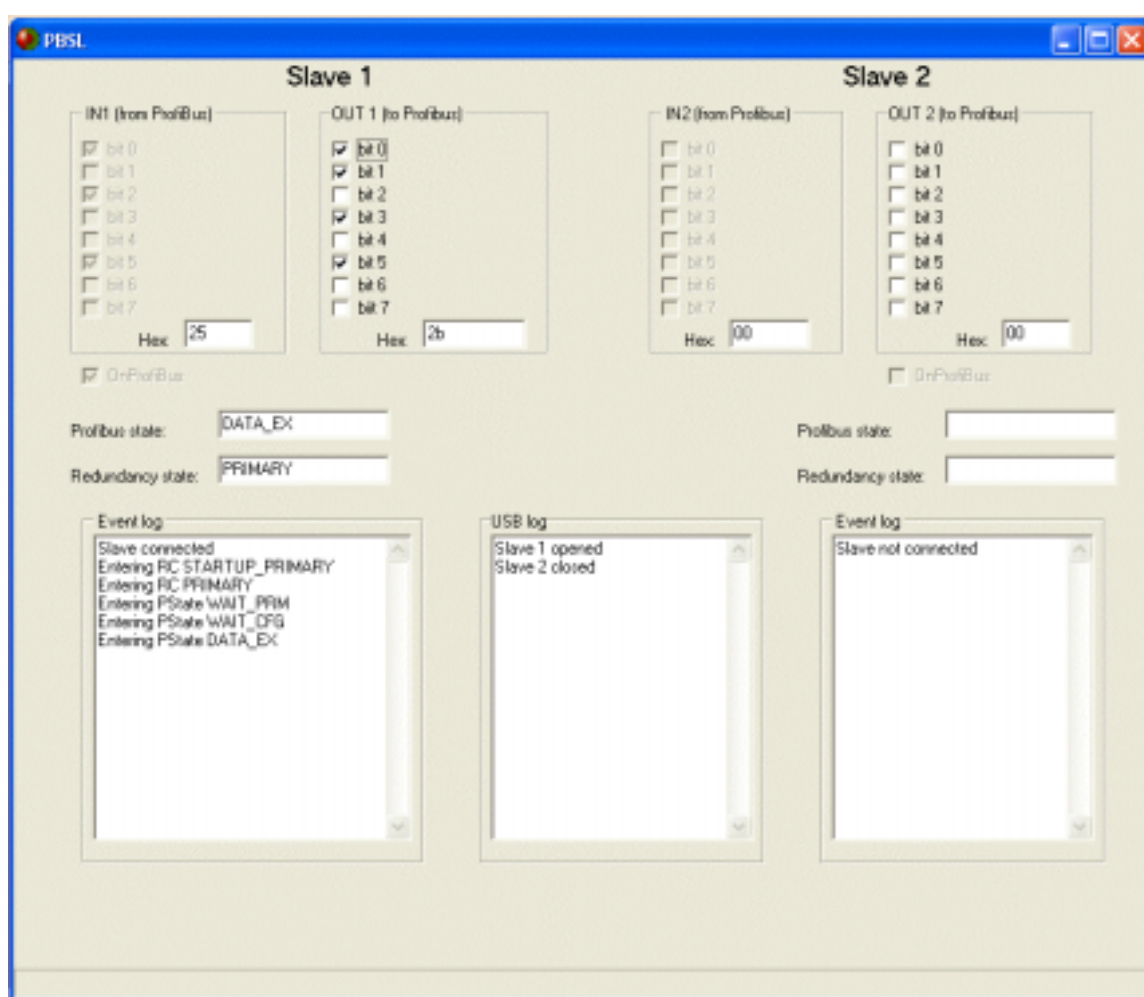 PBSL
Slave 1
Slave 2
IN1 (from ProfiBus)
bit 0
bit 1
bit 2
bit 3
bit 4
bit 5
bit 6
bit 7
Hex: 25
OUT 1 (to Profibus)
bit 0
bit 1
bit 2
bit 3
bit 4
bit 5
bit 6
bit 7
Hex: 2b
IN2 (from Profibus)
bit 0
bit 1
bit 2
bit 3
bit 4
bit 5
bit 6
bit 7
Hex: 00
OUT 2 (to Profibus)
bit 0
bit 1
bit 2
bit 3
bit 4
bit 5
bit 6
bit 7
Hex: 00
OnProfiBus
OnProfiBus
Profibus state: DATA_EX
Redundancy state: PRIMARY
Profibus state:
Redundancy state:
Event log
Slave connected
Entering RC STARTUP_PRIMARY
Entering RC PRIMARY
Entering PState WAIT_PRM
Entering PState WAIT_CFG
Entering PState DATA_EX
USB log
Slave 1 opened
Slave 2 closed
Event log
Slave not connected